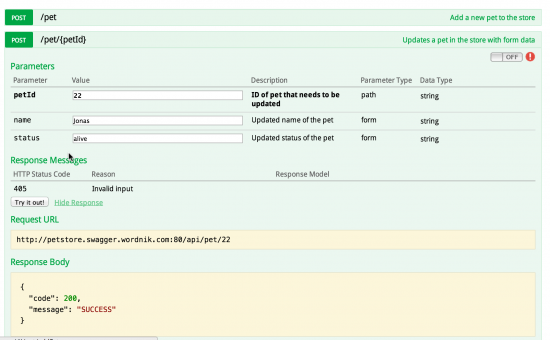 POST /pet Add a new pet to the store
POST /pet/{petId} Updates a pet in the store with form data
OFF !
Parameters
Parameter Value Description Parameter Type Data Type
petId 22 ID of pet that needs to be updated path string
name Jonas Updated name of the pet form string
status alive Updated status of the pet form string
Response Messages
HTTP Status Code Reason Response Model
405 Invalid input
Try it out! Hide Response
Request URL
http://petstore.swagger.wordnik.com:80/api/pet/22
Response Body
{
"code": 200,
"message": "SUCCESS"
}